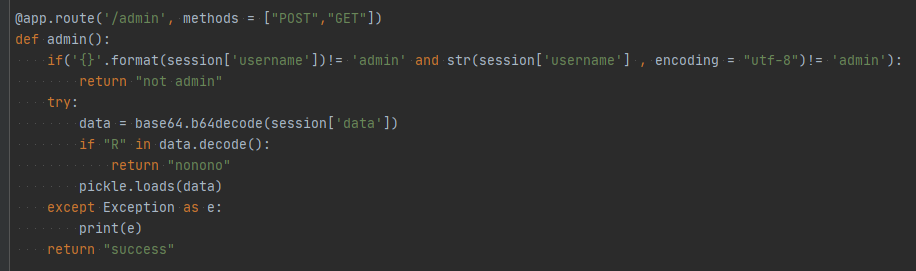 @app.route('/admin', methods = ["POST","GET"])
def admin():
    if('{}'.format(session['username'])!= 'admin' and str(session['username'] , encoding = "utf-8")!= 'admin'):
        return "not admin"
    try:
        data = base64.b64decode(session['data'])
        if "R" in data.decode():
            return "nonono"
        pickle.loads(data)
    except Exception as e:
        print(e)
    return "success"